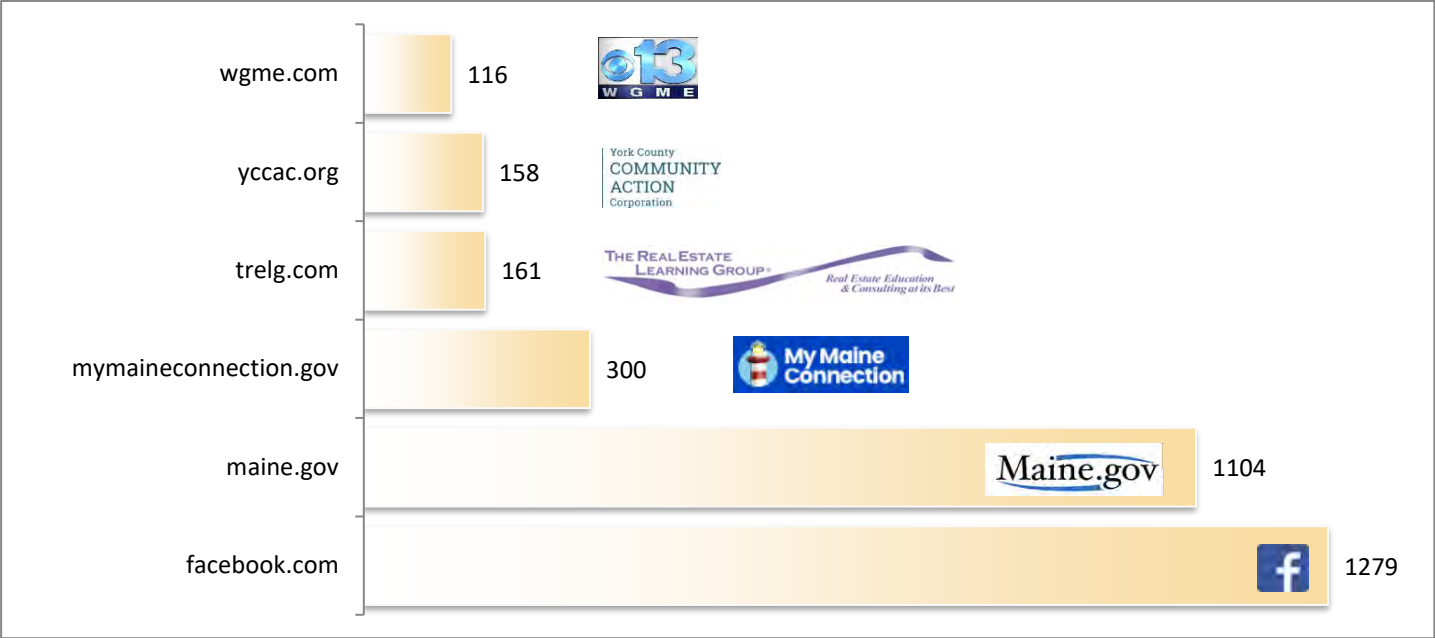 wgme.com
116
13
W G M E
yccac.org
158
York County
COMMUNITY
ACTION
Corporation
trelg.com
161
THE REAL ESTATE
LEARNING GROUP®
Real Estate Education
& Consulting at its Best
mymaineconnection.gov
300
My Maine
Connection
maine.gov
Maine.gov
1104
facebook.com
f
1279